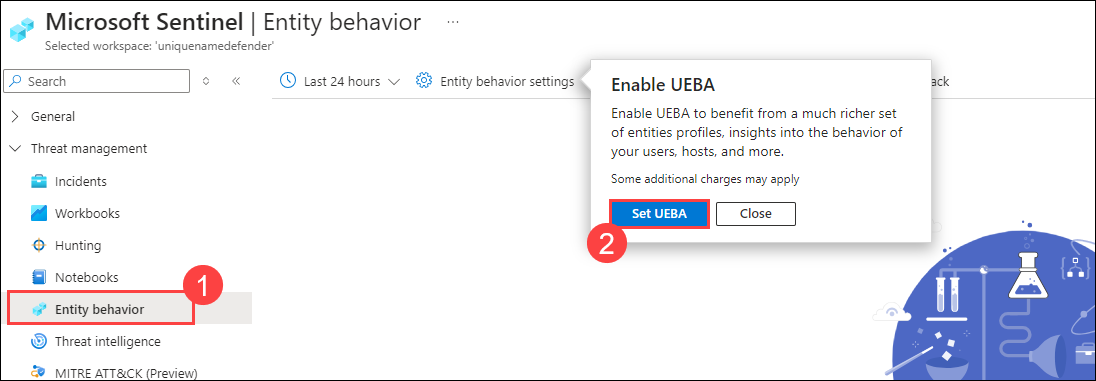 Microsoft Sentinel | Entity behavior ...
Selected workspace: 'uniquenamedefender'
Search
«
Last 24 hours
Entity behavior settings
ack
General
Threat management
Incidents
Workbooks
Hunting
Notebooks
1
Entity behavior
Threat intelligence
MITRE ATT&CK (Preview)
Enable UEBA
Enable UEBA to benefit from a much richer set
of entities profiles, insights into the behavior of
your users, hosts, and more.
Some additional charges may apply
Set UEBA
Close
2